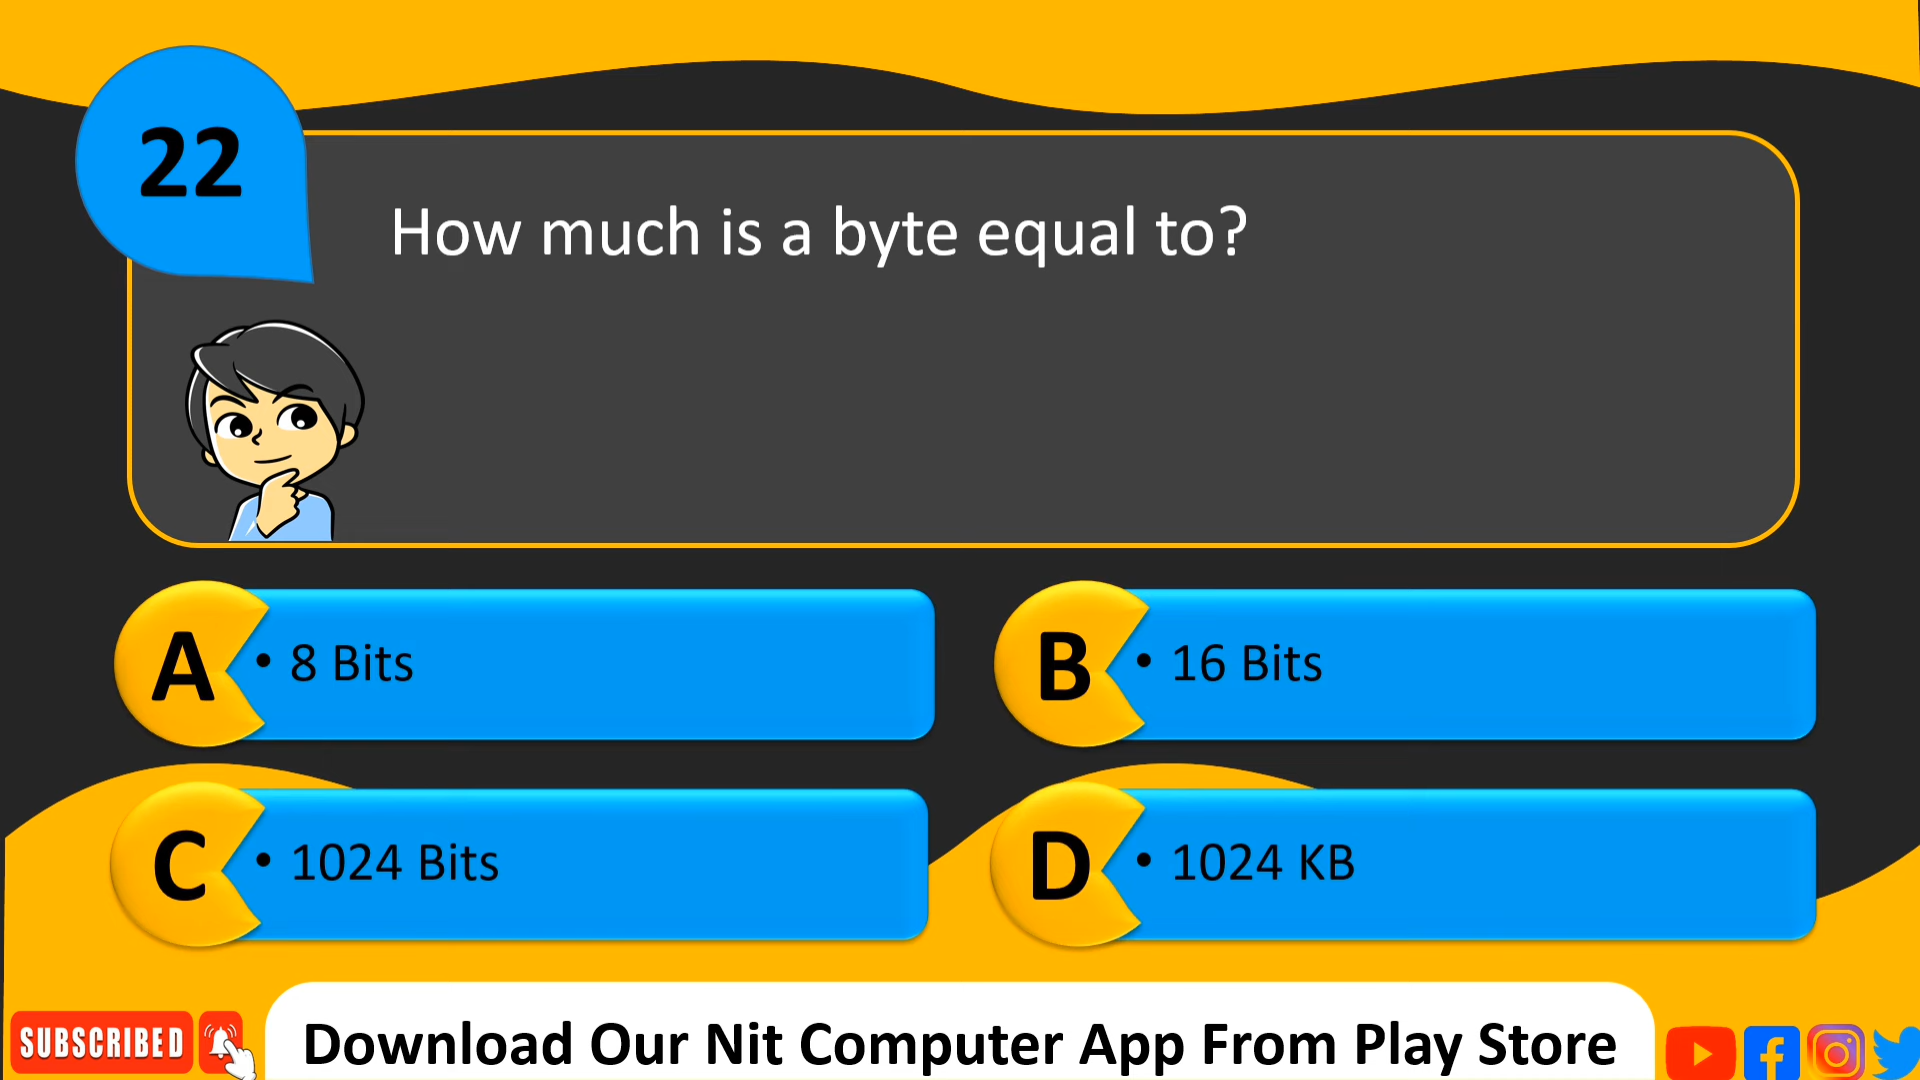 22
How much is a byte equal to?
A
• 8 Bits
B
• 16 Bits
C
• 1024 Bits
D
• 1024 KB
SUBSCRIBED
Download Our Nit Computer App From Play Store